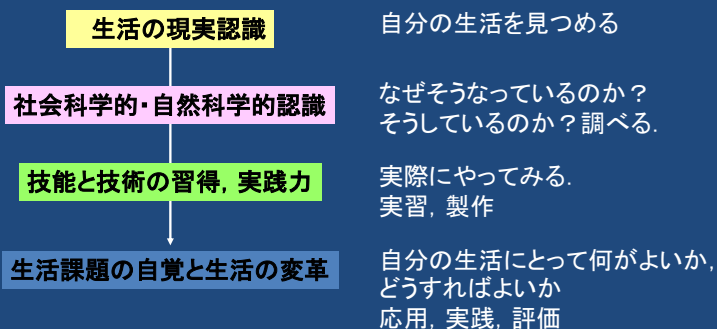 生活の現実認識
自分の生活を見つめる
社会科学的・自然科学的認識
なぜそうなっているのか？
そうしているのか？調べる.
技能と技術の習得, 実践力
実際にやってみる.
実習, 製作
生活課題の自覚と生活の変革
自分の生活にとって何がよいか,
どうすればよいか
応用, 実践, 評価